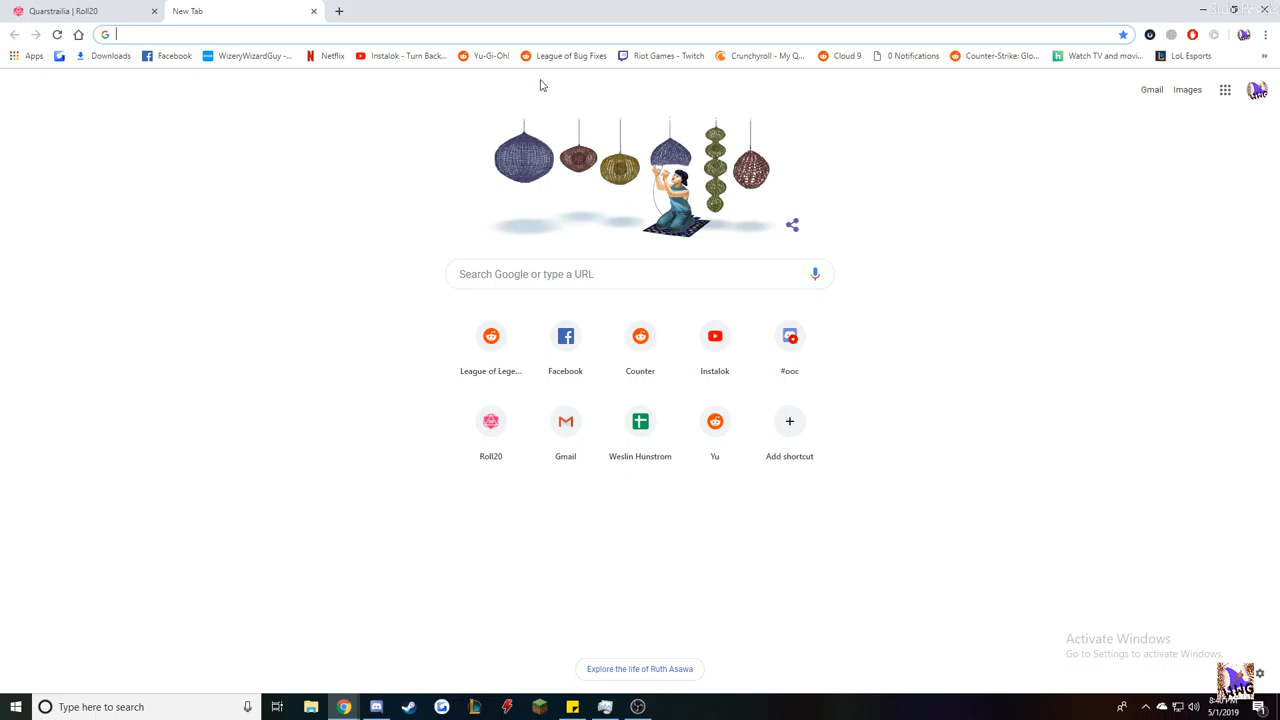 Quarstrailia | Roll20
New Tab
Apps
Downloads
Facebook
WizeryWizardGuy -...
Netflix
Instalok - Turn Back...
Yu-Gi-Oh!
League of Bug Fixes
Riot Games - Twitch
Crunchyroll - My Q...
Cloud 9
0 Notifications
Counter-Strike: Glo...
Watch TV and movi...
LoL Esports
Gmail
Images
Search Google or type a URL
League of Lege...
Facebook
Counter
Instalok
#ooc
Roll20
Gmail
Weslin Hunstrom
Yu
Add shortcut
Explore the life of Ruth Asawa
Activate Windows
Go to Settings to activate Windows.
Type here to search
8:40 PM
5/1/2019